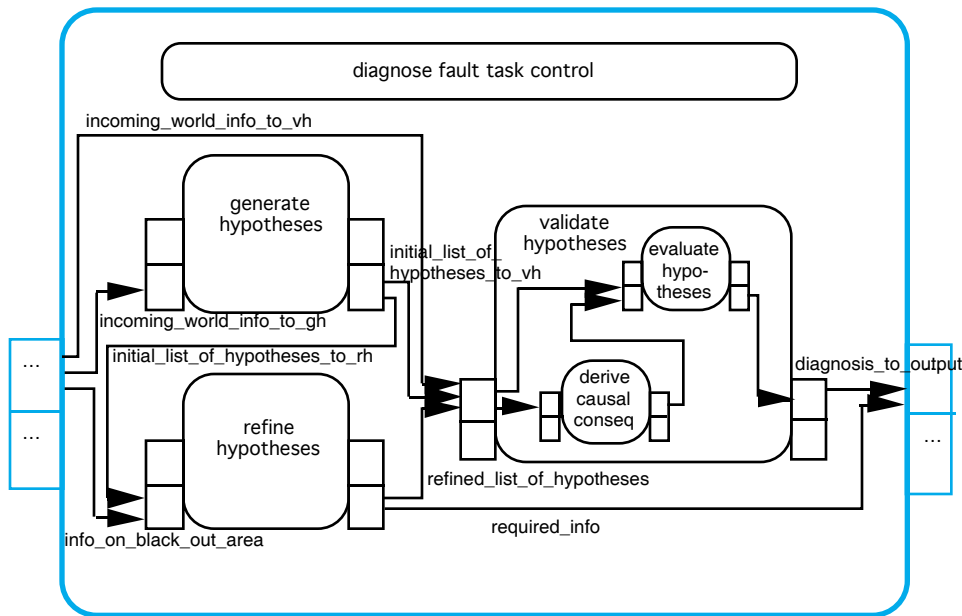 diagnose fault task control
incoming_world_info_to_vh
generate
hypotheses
validate
hypotheses
evaluate
hypo-
theses
initial_list_of_
hypotheses_to_vh
incoming_world_info_to_gh
initial_list_of_hypotheses_to_rh
...
...
diagnosis_to_output
...
derive
causal
conseq
refine
hypotheses
refined_list_of_hypotheses
required_info
info_on_black_out_area